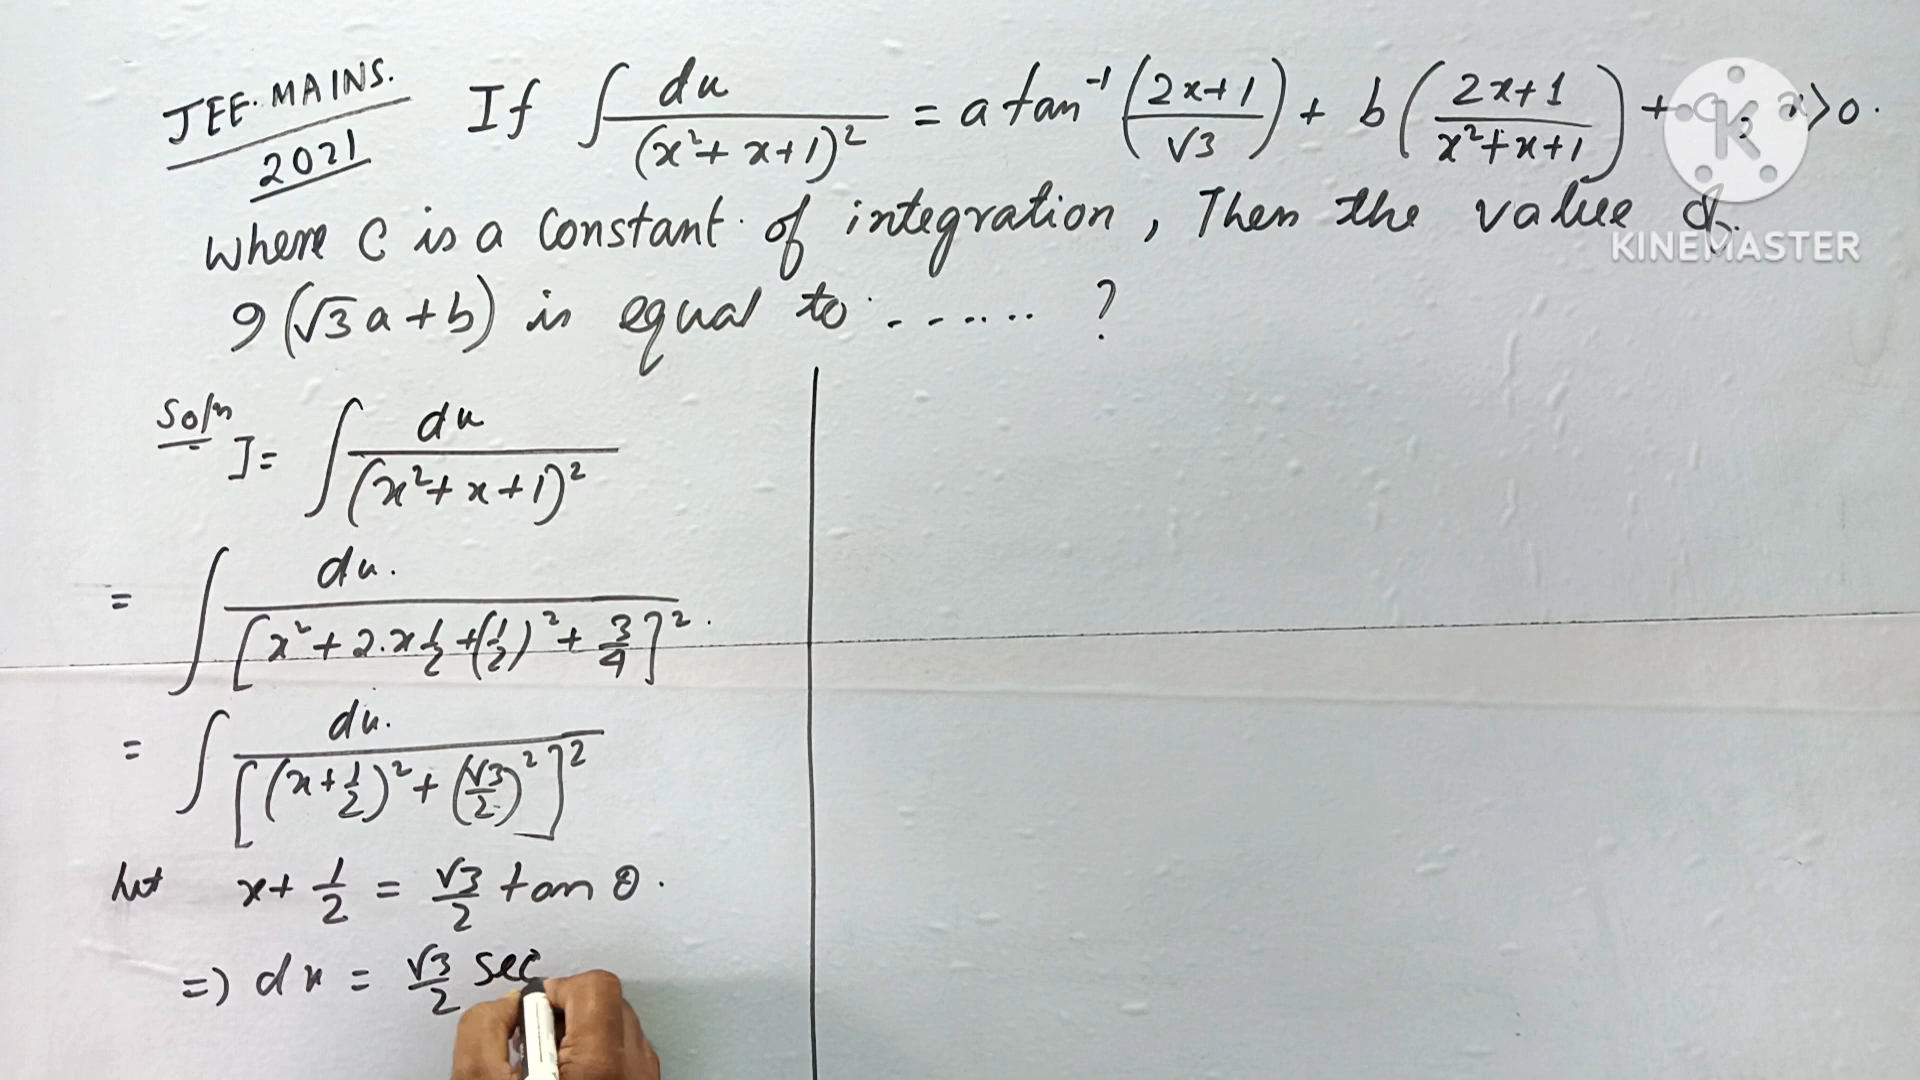 JEE. MAINS.
2021
If ∫ dx/(x²+x+1)² = a tan⁻¹((2x+1)/√3) + b((2x+1)/(x²+x+1)) + C, x>0.
where C is a constant of integration, Then the value of
9(√3a+b) is equal to ......?
Solⁿ
I = ∫ dx/(x²+x+1)²
= ∫ dx./[x²+2.x 1/2+(1/2)²+3/4]².
= ∫ dx./[(x+1/2)²+(√3/2)²]²
Let x+1/2 = √3/2 tan θ.
=) dx = √3/2 sec
K
KINEMASTER